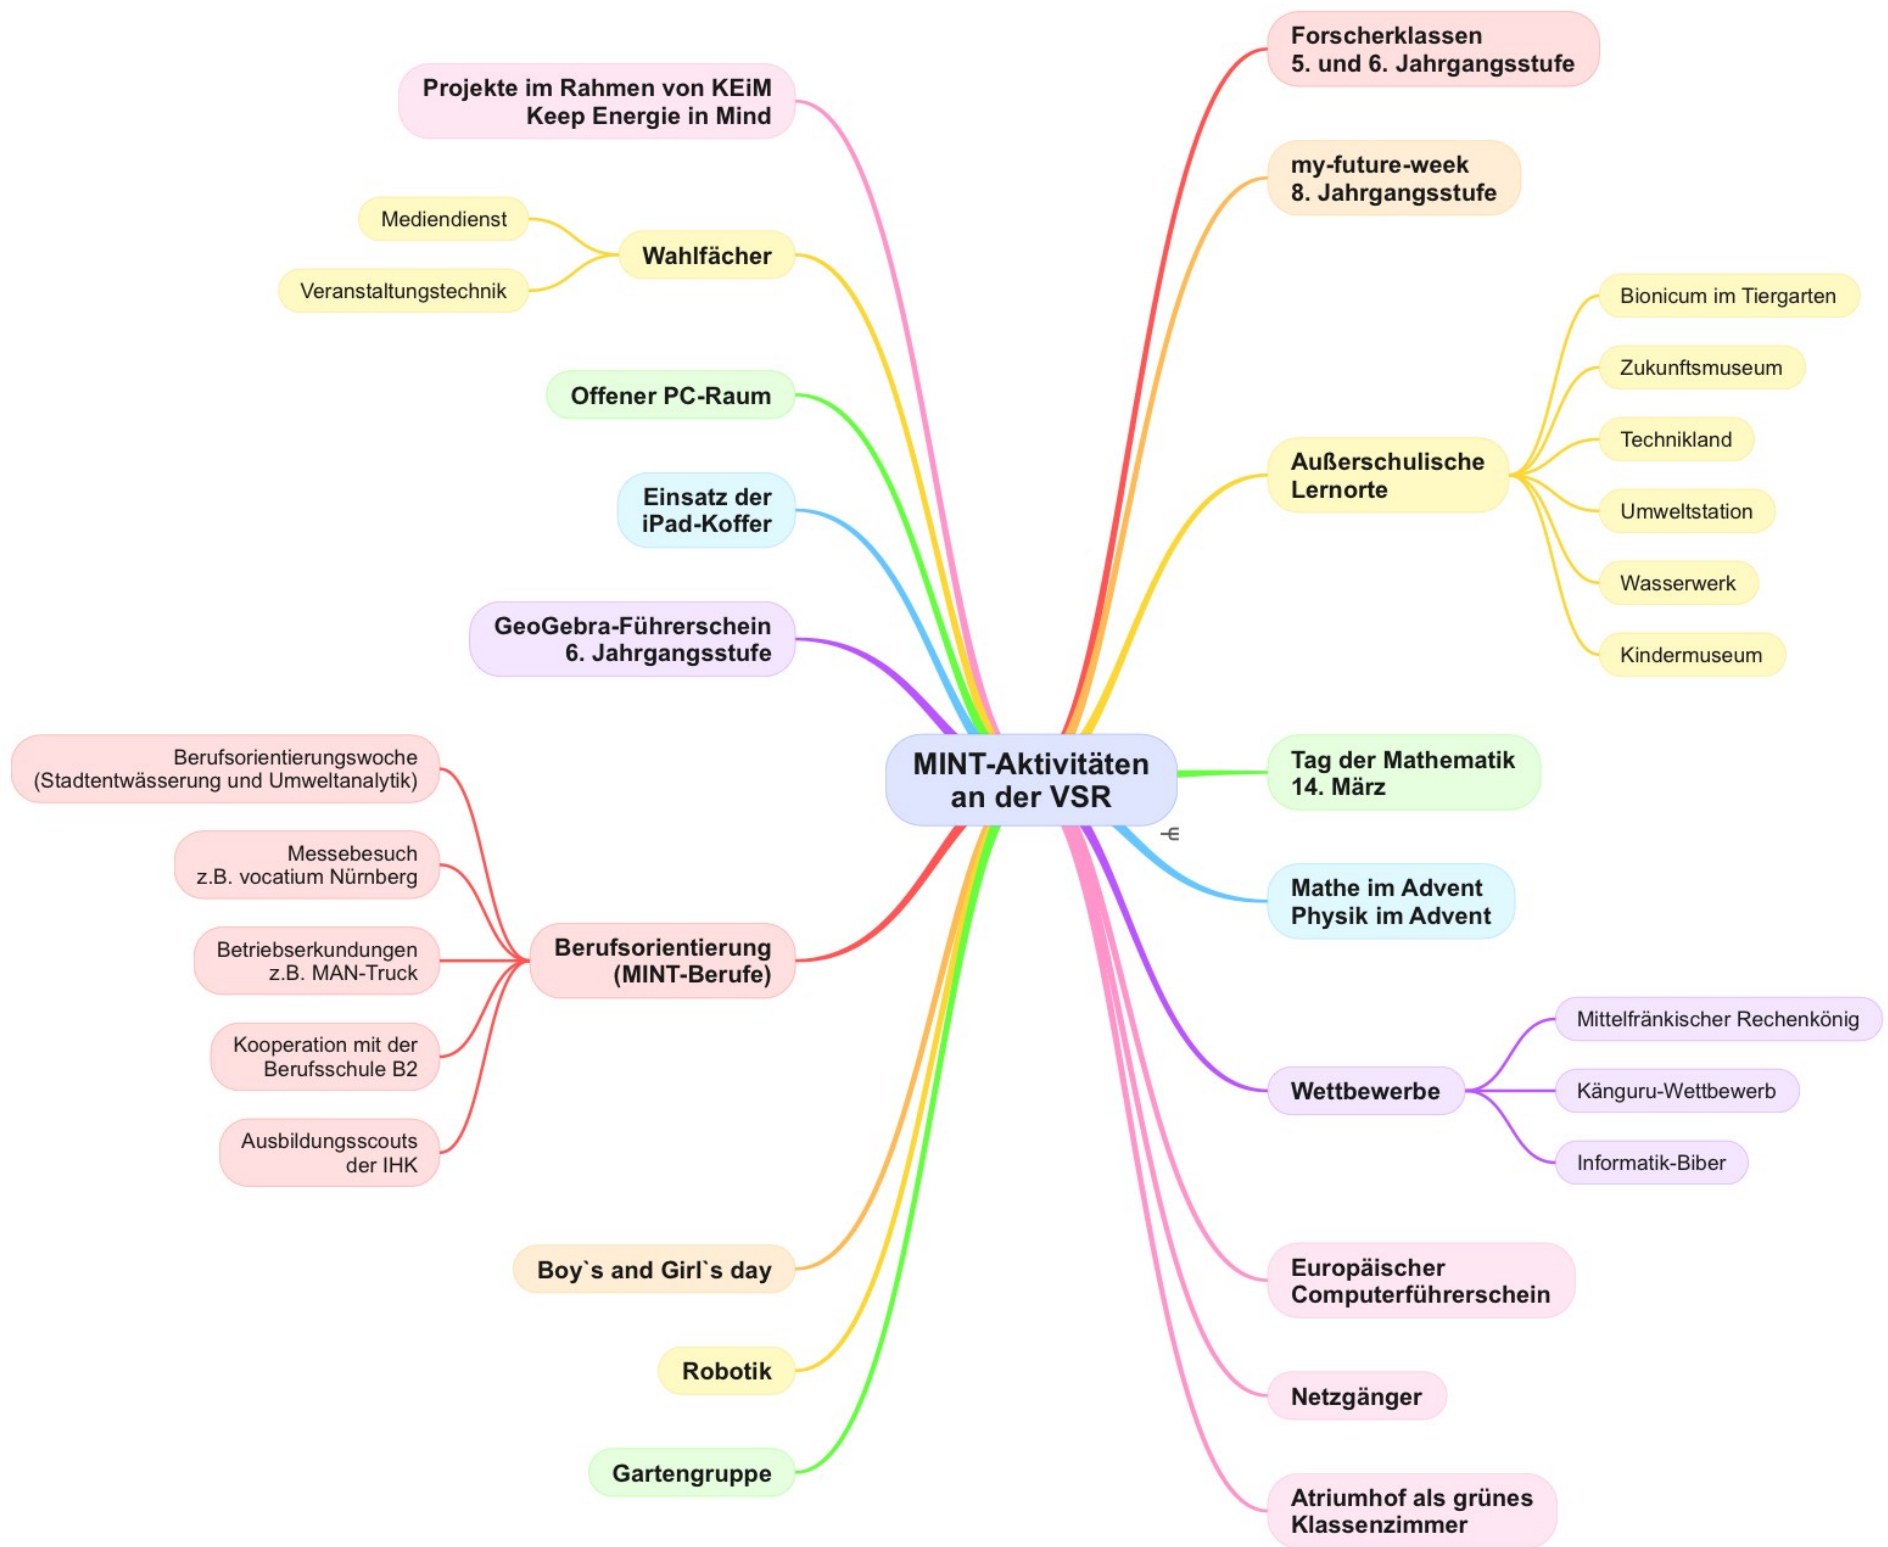 MINT-Aktivitäten
an der VSR
Forscherklassen
5. und 6. Jahrgangsstufe
my-future-week
8. Jahrgangsstufe
Außerschulische
Lernorte
Bionicum im Tiergarten
Zukunftsmuseum
Technikland
Umweltstation
Wasserwerk
Kindermuseum
Tag der Mathematik
14. März
Mathe im Advent
Physik im Advent
Wettbewerbe
Mittelfränkischer Rechenkönig
Känguru-Wettbewerb
Informatik-Biber
Europäischer
Computerführerschein
Netzgänger
Atriumhof als grünes
Klassenzimmer
Projekte im Rahmen von KEiM
Keep Energie in Mind
Wahlfächer
Mediendienst
Veranstaltungstechnik
Offener PC-Raum
Einsatz der
iPad-Koffer
GeoGebra-Führerschein
6. Jahrgangsstufe
Berufsorientierung
(MINT-Berufe)
Berufsorientierungswoche
(Stadtentwässerung und Umweltanalytik)
Messebesuch
z.B. vocatium Nürnberg
Betriebserkundungen
z.B. MAN-Truck
Kooperation mit der
Berufsschule B2
Ausbildungsscouts
der IHK
Boy`s and Girl`s day
Robotik
Gartengruppe